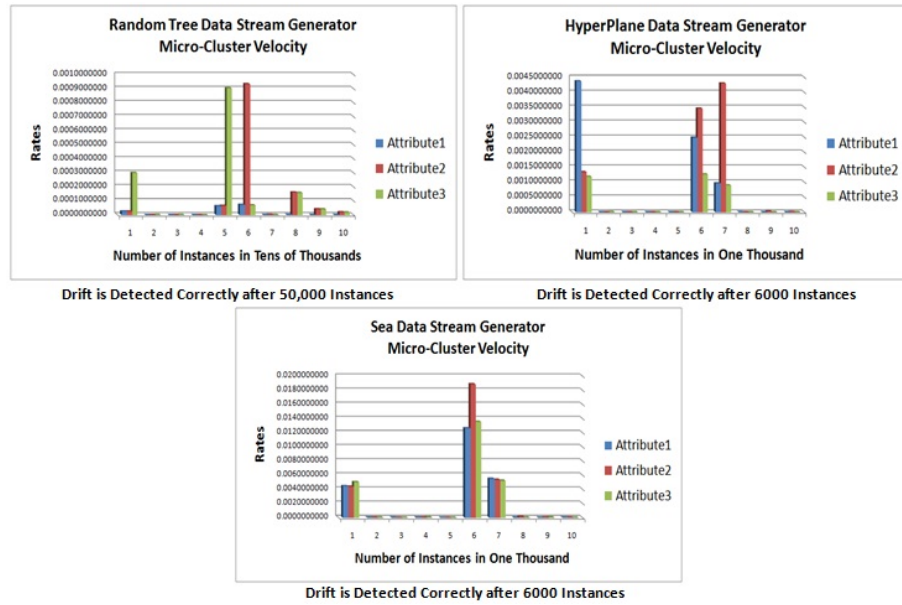 Random Tree Data Stream Generator
Micro-Cluster Velocity
Rates
0.0010000000
0.0009000000
0.0008000000
0.0007000000
0.0006000000
0.0005000000
0.0004000000
0.0003000000
0.0002000000
0.0001000000
0.0000000000
1 2 3 4 5 6 7 8 9 10
Number of Instances in Tens of Thousands
Attribute1
Attribute2
Attribute3
Drift is Detected Correctly after 50,000 Instances
HyperPlane Data Stream Generator
Micro-Cluster Velocity
Rates
0.0045000000
0.0040000000
0.0035000000
0.0030000000
0.0025000000
0.0020000000
0.0015000000
0.0010000000
0.0005000000
0.0000000000
1 2 3 4 5 6 7 8 9 10
Number of Instances in One Thousand
Attribute1
Attribute2
Attribute3
Drift is Detected Correctly after 6000 Instances
Sea Data Stream Generator
Micro-Cluster Velocity
Rates
0.0200000000
0.0180000000
0.0160000000
0.0140000000
0.0120000000
0.0100000000
0.0080000000
0.0060000000
0.0040000000
0.0020000000
0.0000000000
1 2 3 4 5 6 7 8 9 10
Number of Instances in One Thousand
Attribute1
Attribute2
Attribute3
Drift is Detected Correctly after 6000 Instances